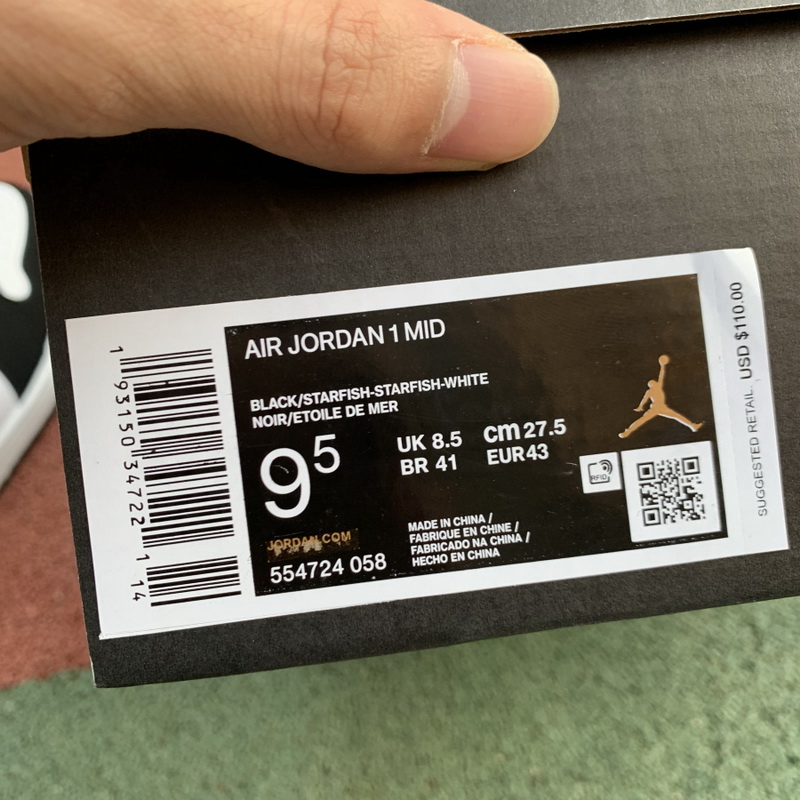 AIR JORDAN 1 MID
BLACK/STARFISH-STARFISH-WHITE
NOIR/ETOILE DE MER
9 5
UK 8.5 cm 27.5
BR 41 EUR 43
JORDAN.COM
554724 058
MADE IN CHINA /
FABRIQUE EN CHINE /
FABRICADO NA CHINA /
HECHO EN CHINA
RFID
1 93150 34722 1 14
SUGGESTED RETAIL. USD $110.00